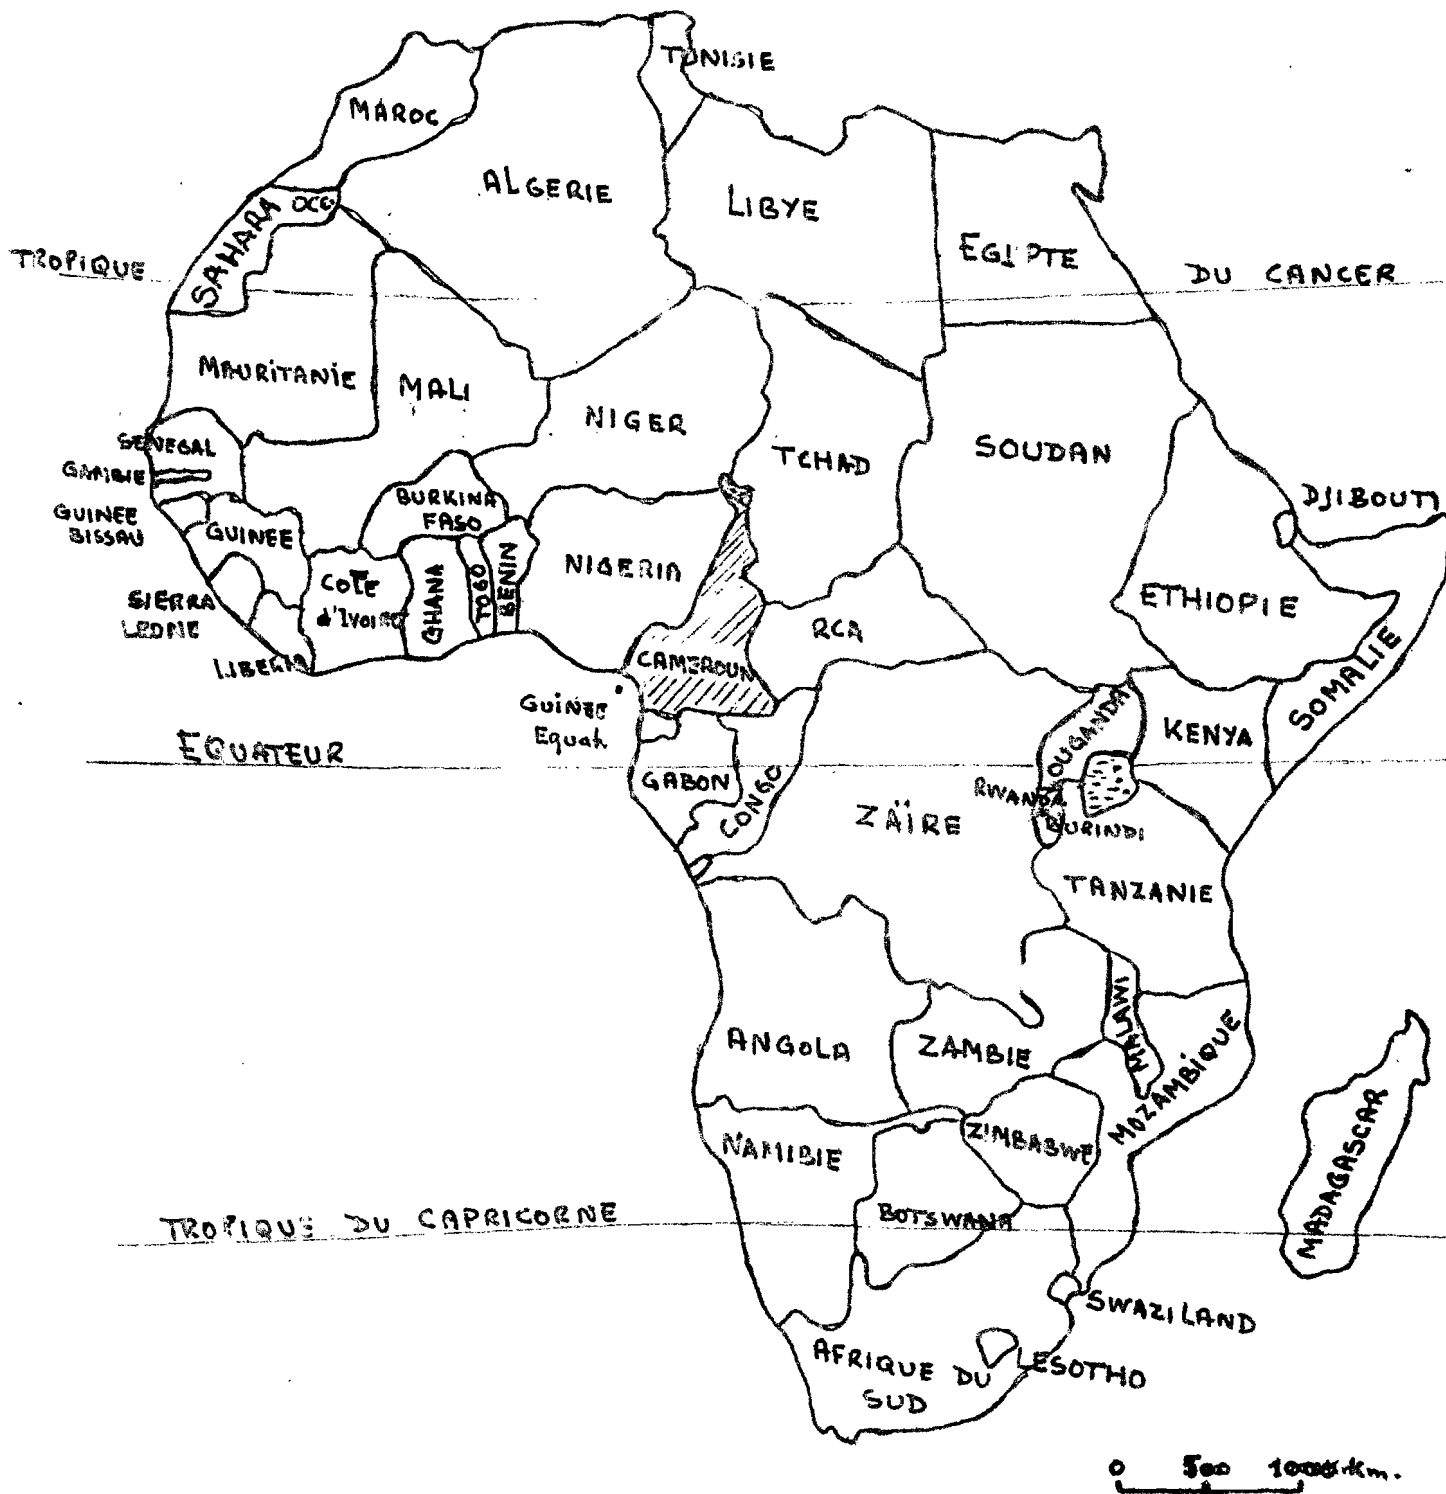 TUNISIE
MAROC
ALGERIE
LIBYE
OCC
SAHARA
EGIPTE
TROPIQUE DU CANCER
MAURITANIE
MALI
NIGER
TCHAD
SOUDAN
SENEGAL
GAMBIE
BURKINA
FASO
DJIBOUTI
GUINEE
BISSAU
GUINEE
NIGERIA
COTE
d'Ivoire
GHANA
TOGO
BENIN
ETHIOPIE
SIERRA
LEONE
RCA
LIBERIA
CAMEROUN
SOMALIE
GUINEE
Equat
OUGANDA
KENYA
EQUATEUR
GABON
CONGO
ZAÏRE
RWANDA
BURINDI
TANZANIE
MALAWI
ANGOLA
ZAMBIE
MOZAMBIQUE
ZIMBABWE
NAMIBIE
MADAGASCAR
BOTSWANA
TROPIQUE DU CAPRICORNE
SWAZILAND
AFRIQUE DU
SUD
LESOTHO
0 500 1000 Km.